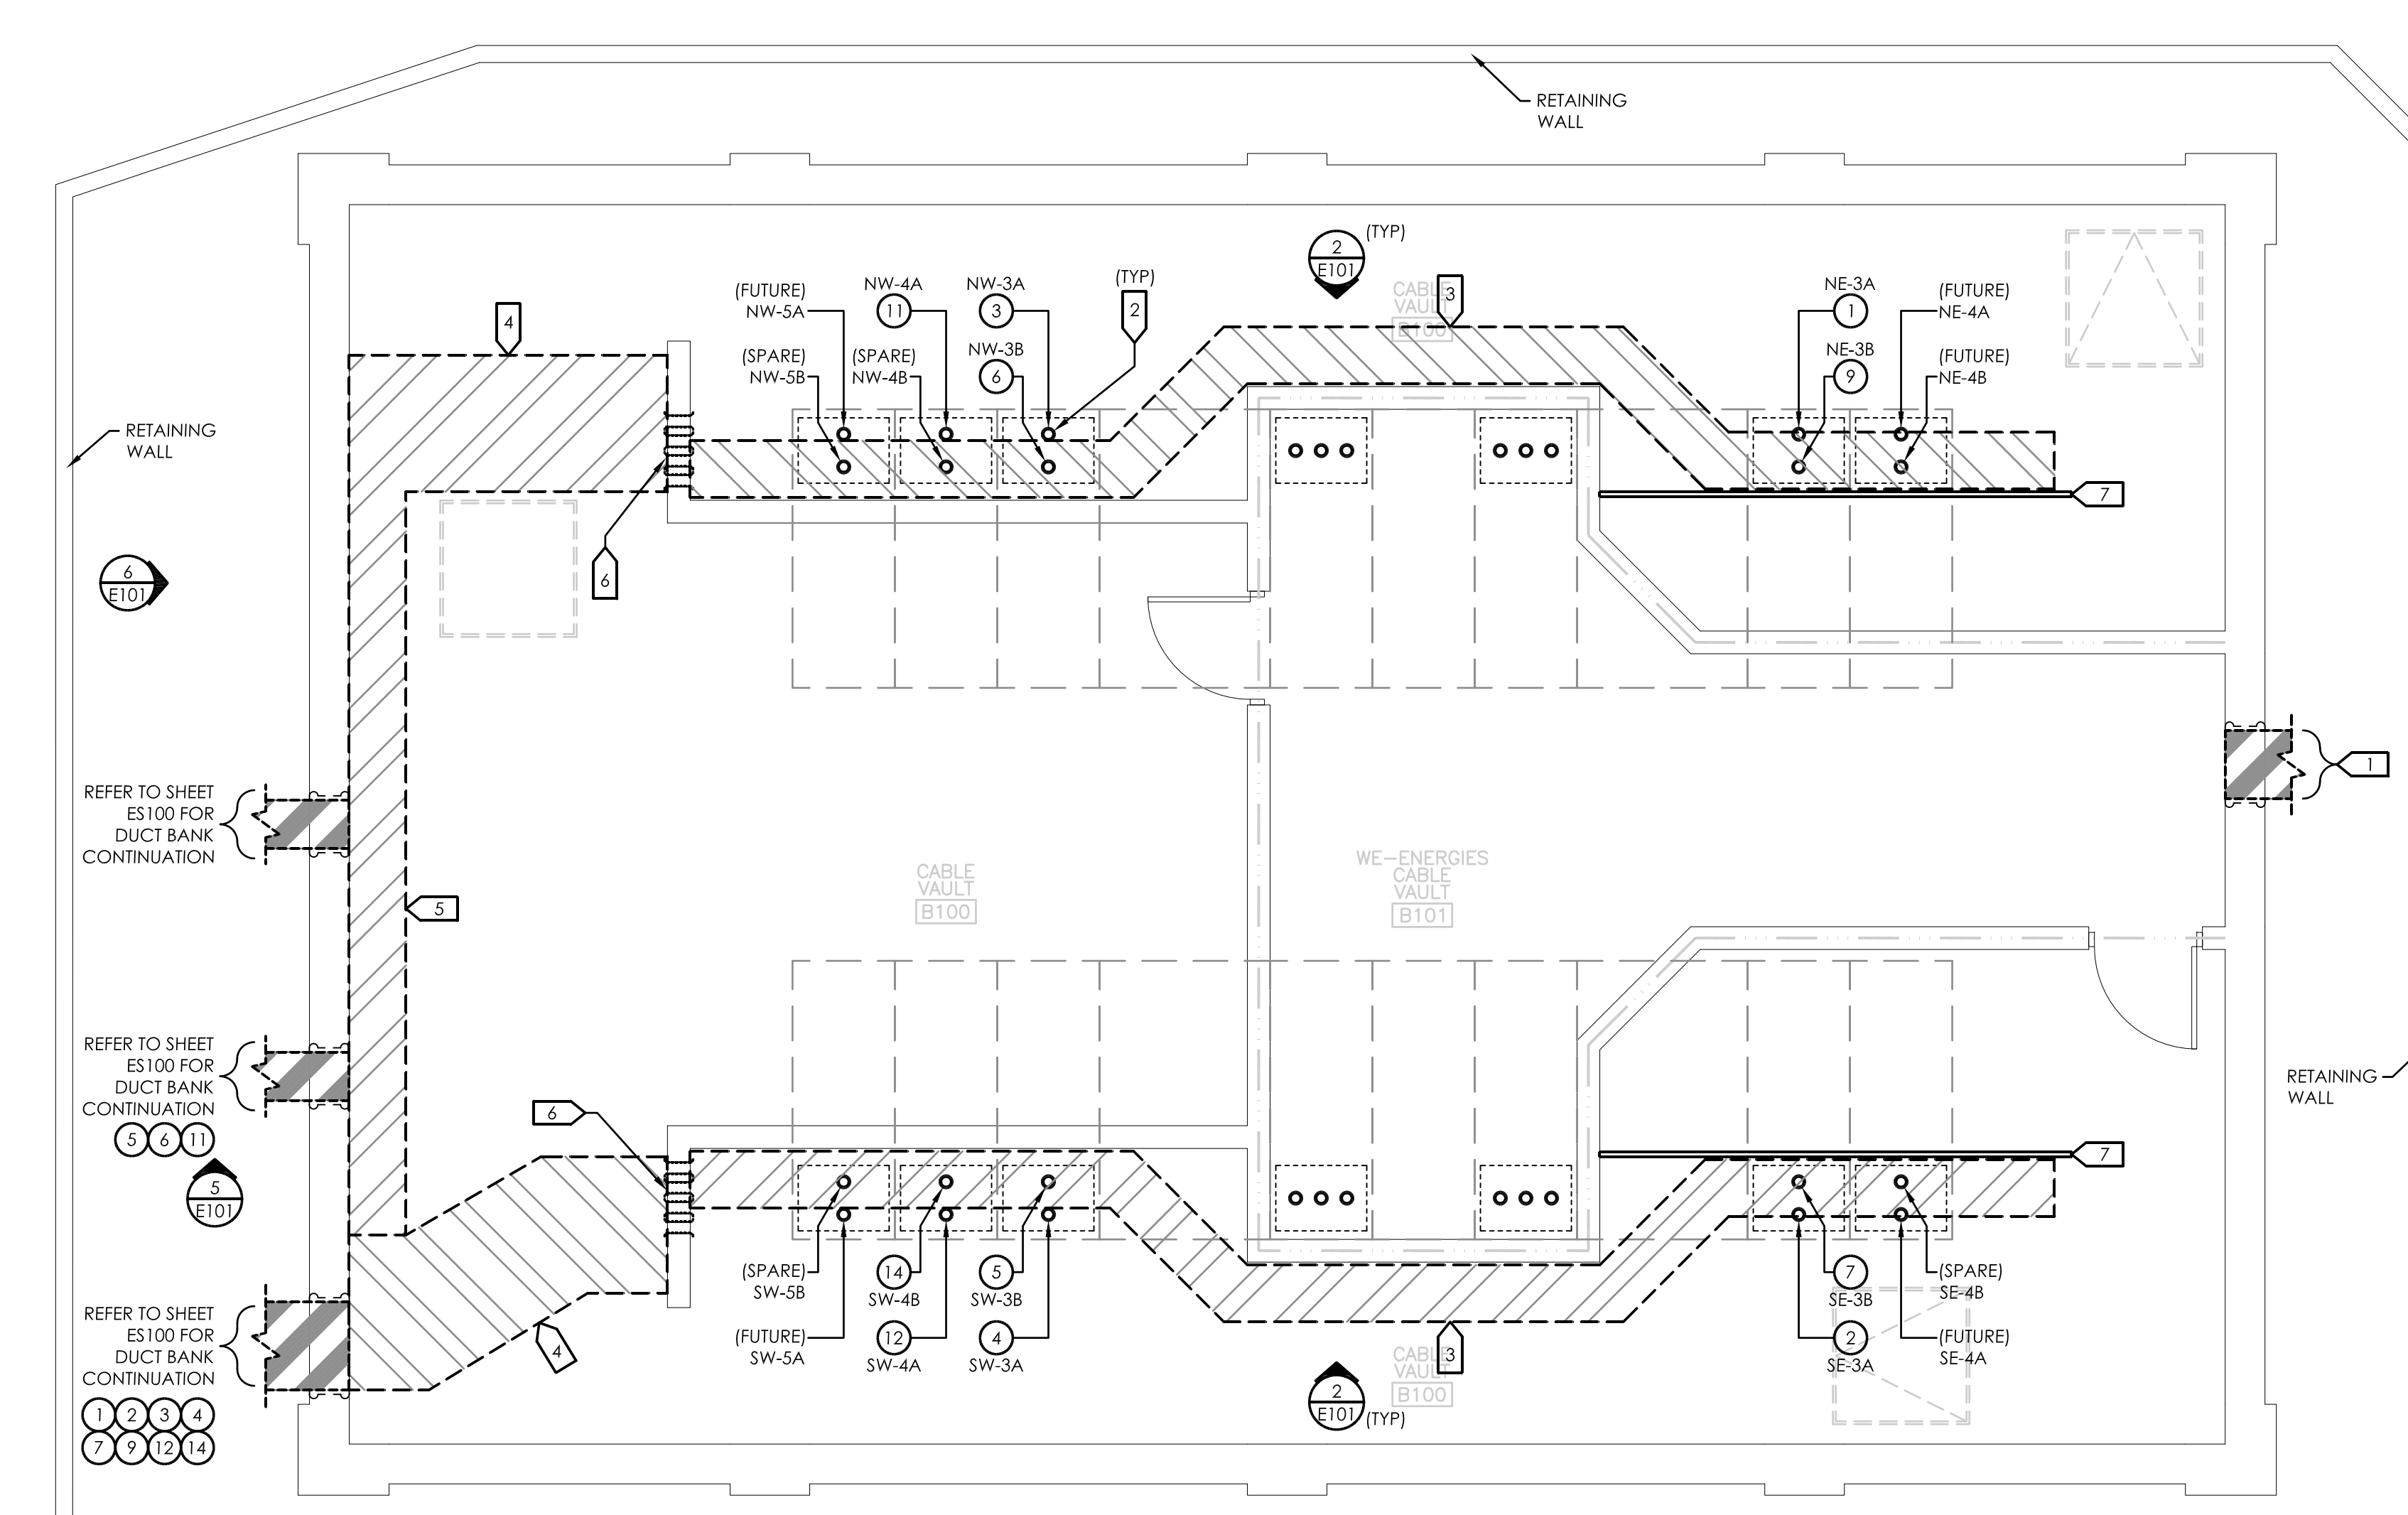 RETAINING
WALL
2
E101
(TYP)
CABLE
VAULT
B100
3
(FUTURE)
NW-5A
NW-4A
11
NW-3A
3
(TYP)
2
(SPARE)
NW-5B
(SPARE)
NW-4B
NW-3B
6
NE-3A
1
(FUTURE)
NE-4A
NE-3B
9
(FUTURE)
NE-4B
4
RETAINING
WALL
7
6
6
E101
REFER TO SHEET
ES100 FOR
DUCT BANK
CONTINUATION
1
5
CABLE
VAULT
B100
WE-ENERGIES
CABLE
VAULT
B101
REFER TO SHEET
ES100 FOR
DUCT BANK
CONTINUATION
5 6 11
5
E101
RETAINING
WALL
6
7
(SPARE)
SW-5B
14
SW-4B
5
SW-3B
7
SE-3B
(SPARE)
SE-4B
(FUTURE)
SW-5A
12
SW-4A
4
SW-3A
2
SE-3A
(FUTURE)
SE-4A
REFER TO SHEET
ES100 FOR
DUCT BANK
CONTINUATION
4
3
CABLE
VAULT
B100
2
E101
(TYP)
1 2 3 4
7 9 12 14